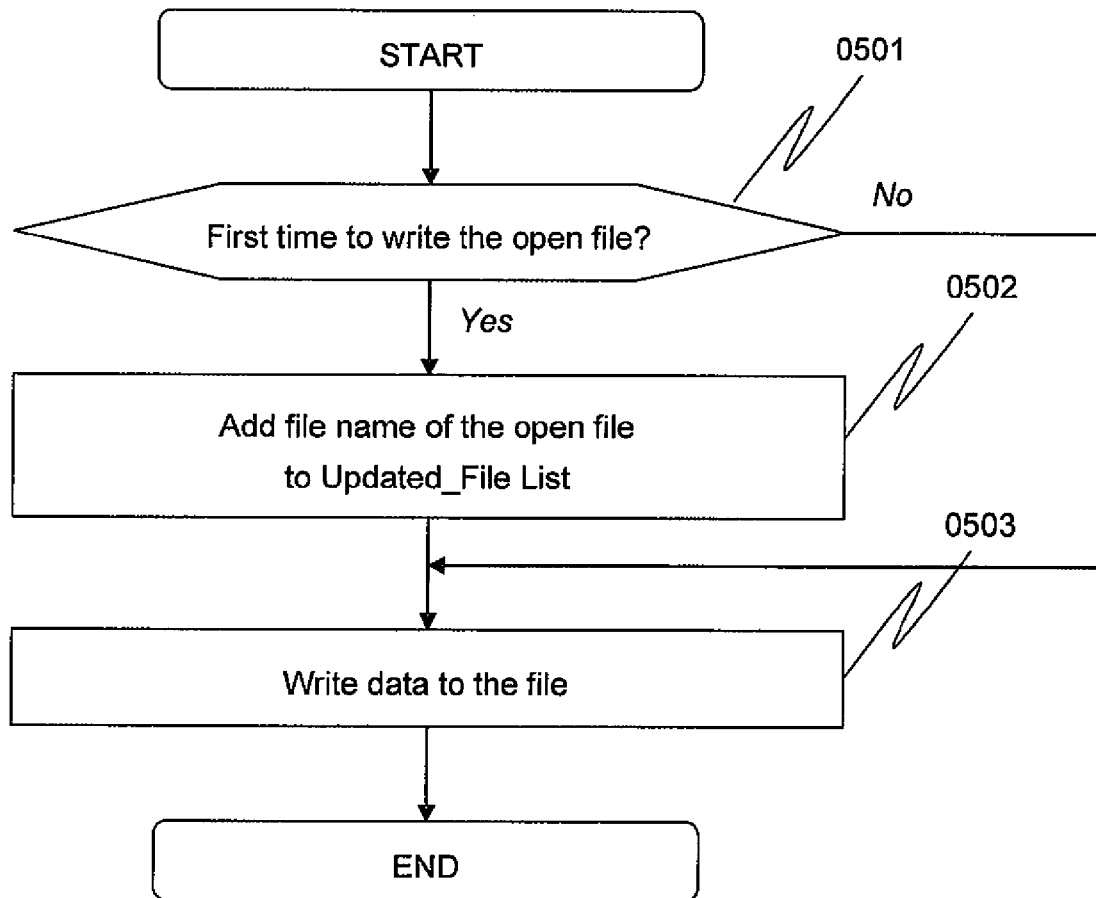 START
0501
No
First time to write the open file?
0502
Yes
Add file name of the open file
to Updated_File List
0503
Write data to the file
END